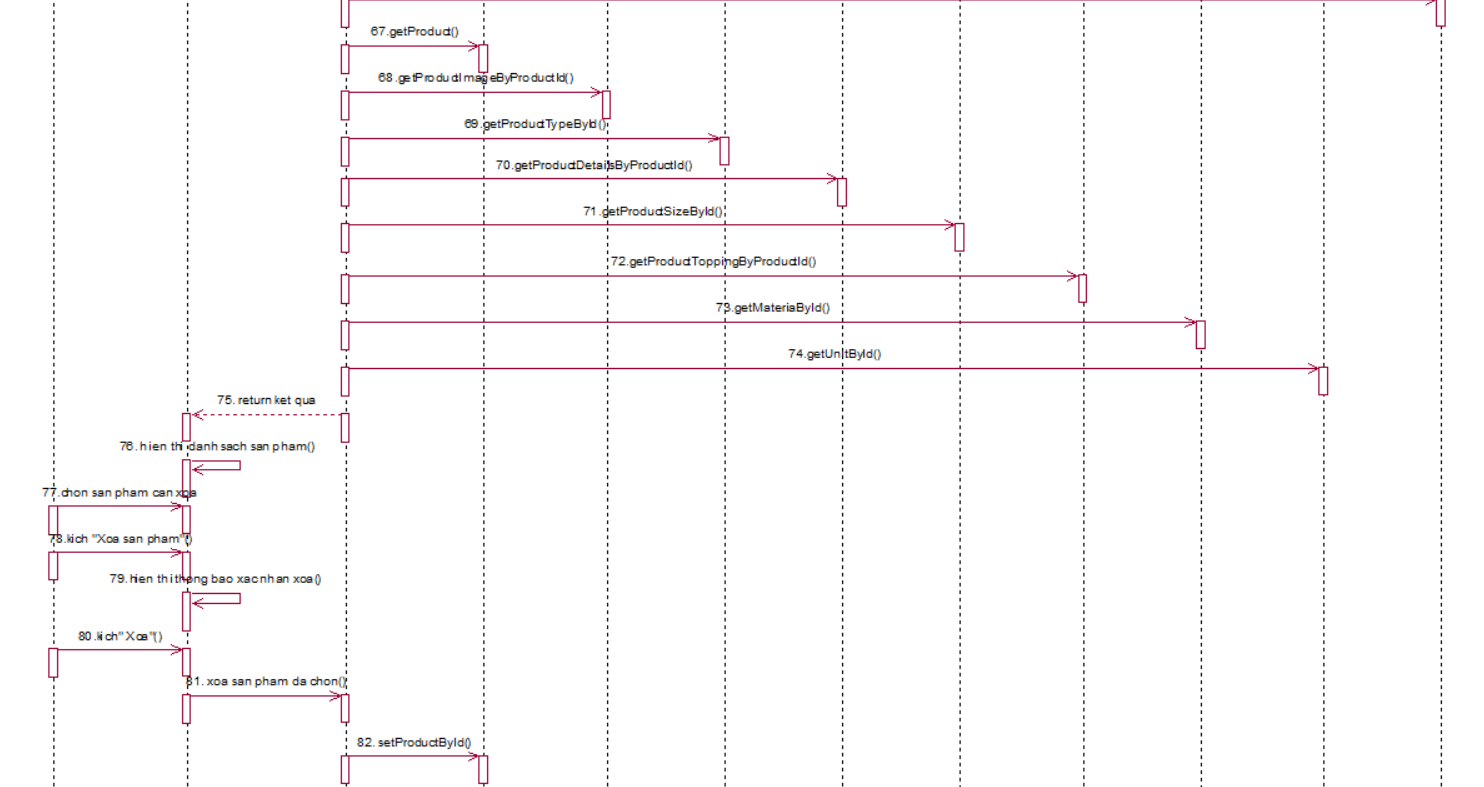 67.getProduct()
68.getProductImageByProductId()
69.getProductTypeById()
70.getProductDetailsByProductId()
71.getProductSizeById()
72.getProductToppingByProductId()
73.getMateriaById()
74.getUnitById()
75. return ket qua
76. hien thi danh sach san pham()
77.chon san pham can xoa
78.kich "Xoa san pham"()
79. hien thi thong bao xac nhan xoa()
80.kich"Xoa"()
81. xoa san pham da chon()
82. setProductById()